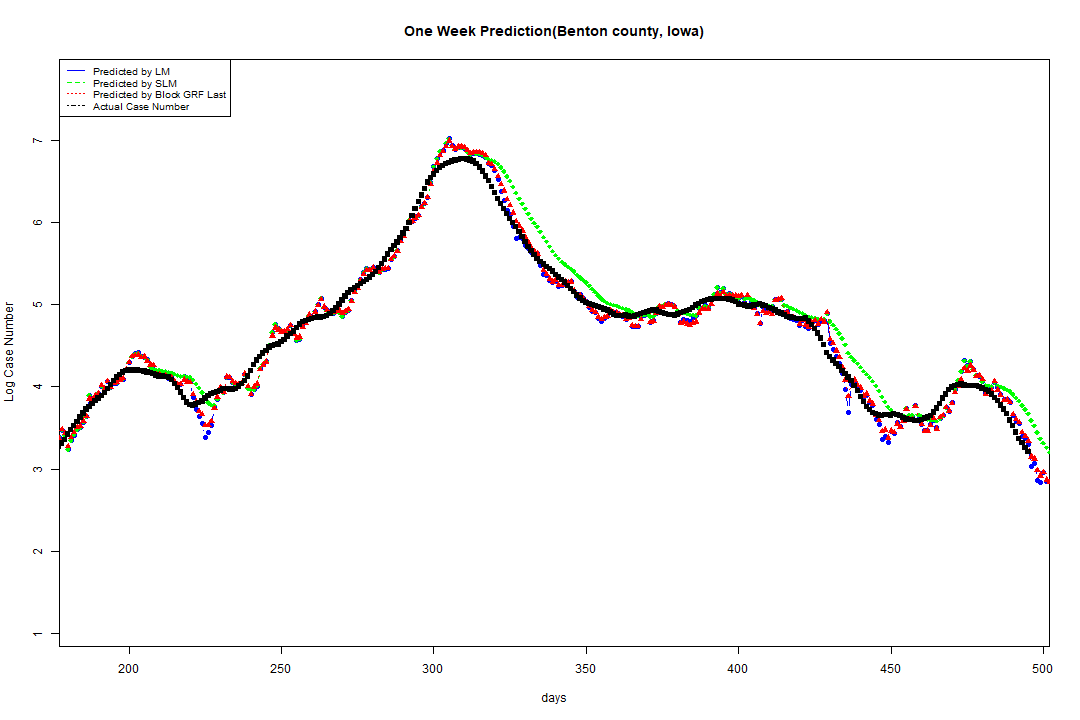 One Week Prediction(Benton county, Iowa)
Predicted by LM
Predicted by SLM
Predicted by Block GRF Last
Actual Case Number
Log Case Number
7
6
5
4
3
2
1
200 250 300 350 400 450 500
days